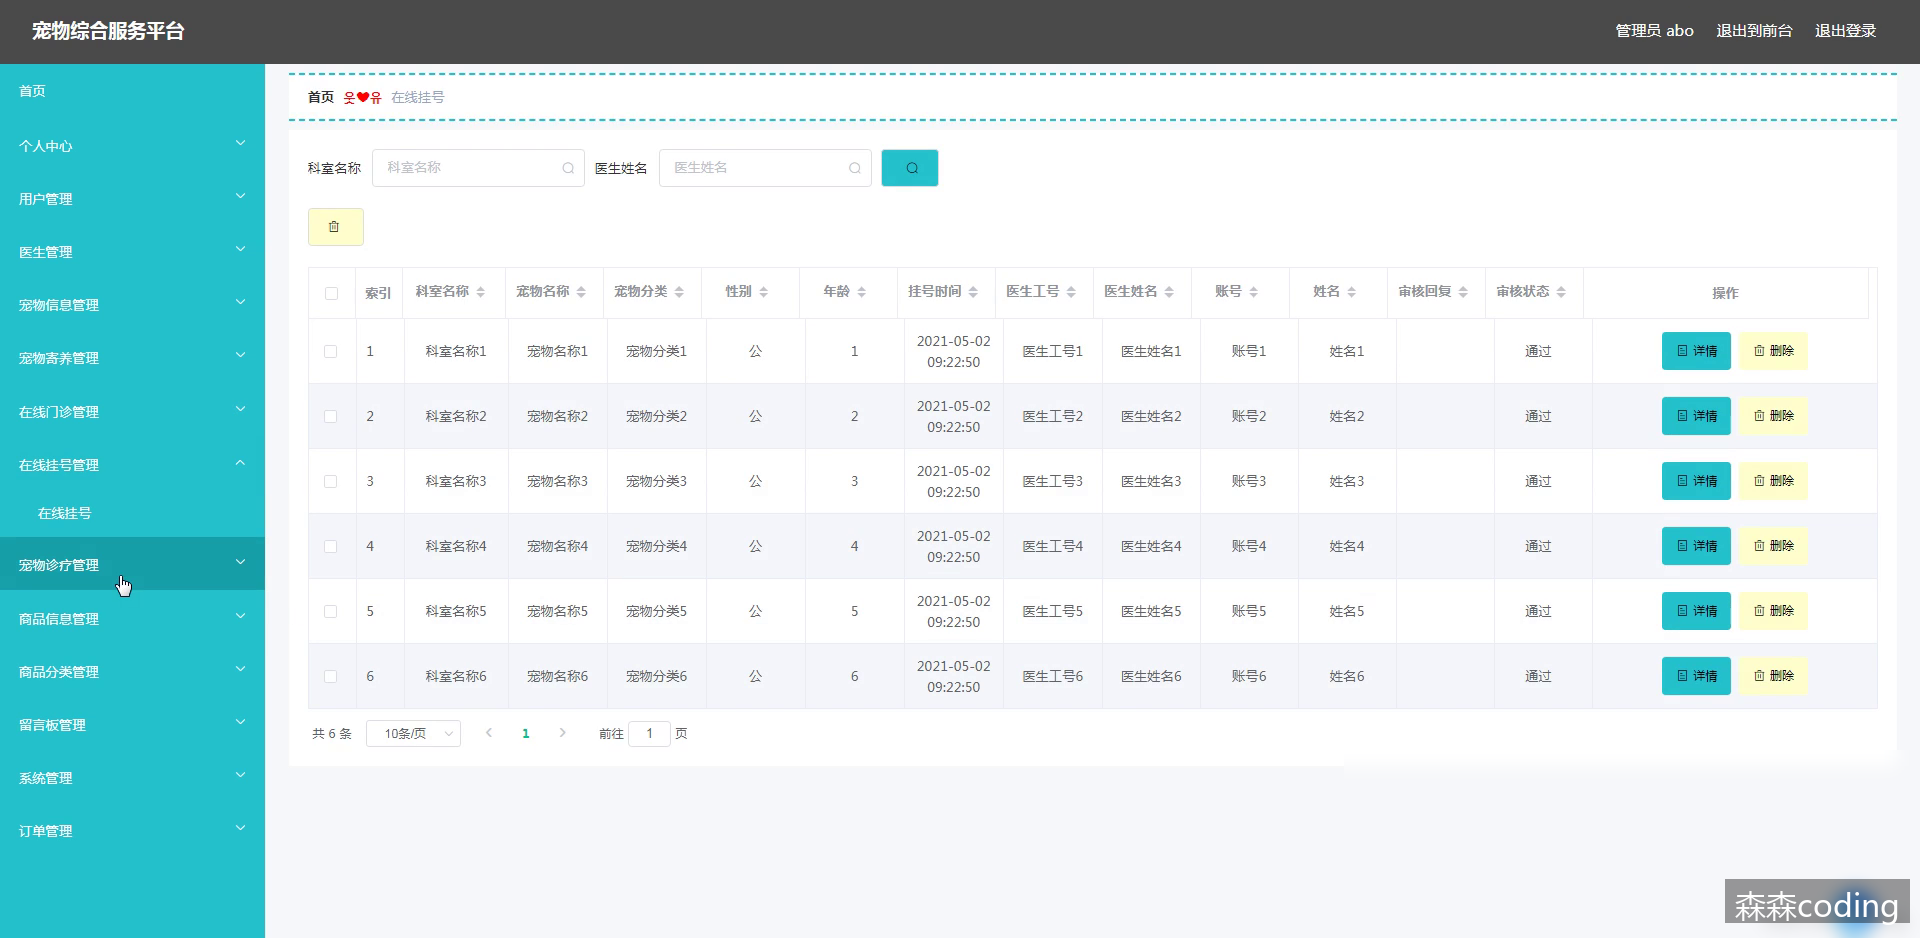 宠物综合服务平台
管理员 abo 退出到前台 退出登录
首页
个人中心
用户管理
医生管理
宠物信息管理
宠物寄养管理
在线门诊管理
在线挂号管理
在线挂号
宠物诊疗管理
商品信息管理
商品分类管理
留言板管理
系统管理
订单管理
首页 웃❤유 在线挂号
科室名称 科室名称 医生姓名 医生姓名
索引 科室名称 宠物名称 宠物分类 性别 年龄 挂号时间 医生工号 医生姓名 账号 姓名 审核回复 审核状态 操作
1 科室名称1 宠物名称1 宠物分类1 公 1 2021-05-02 09:22:50 医生工号1 医生姓名1 账号1 姓名1 通过 详情 删除
2 科室名称2 宠物名称2 宠物分类2 公 2 2021-05-02 09:22:50 医生工号2 医生姓名2 账号2 姓名2 通过 详情 删除
3 科室名称3 宠物名称3 宠物分类3 公 3 2021-05-02 09:22:50 医生工号3 医生姓名3 账号3 姓名3 通过 详情 删除
4 科室名称4 宠物名称4 宠物分类4 公 4 2021-05-02 09:22:50 医生工号4 医生姓名4 账号4 姓名4 通过 详情 删除
5 科室名称5 宠物名称5 宠物分类5 公 5 2021-05-02 09:22:50 医生工号5 医生姓名5 账号5 姓名5 通过 详情 删除
6 科室名称6 宠物名称6 宠物分类6 公 6 2021-05-02 09:22:50 医生工号6 医生姓名6 账号6 姓名6 通过 详情 删除
共 6 条 10条/页 1 前往 1 页
森森coding